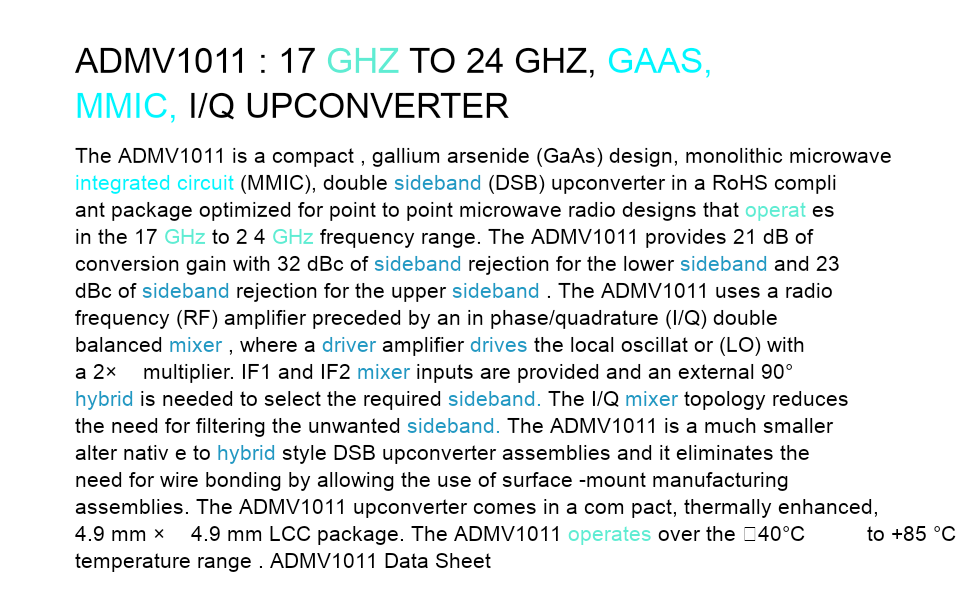 ADMV1011 : 17 GHZ TO 24 GHZ, GAAS,
MMIC, I/Q UPCONVERTER
The ADMV1011 is a compact , gallium arsenide (GaAs) design, monolithic microwave
integrated circuit (MMIC), double sideband (DSB) upconverter in a RoHS compli
ant package optimized for point to point microwave radio designs that operat es
in the 17 GHz to 2 4 GHz frequency range. The ADMV1011 provides 21 dB of
conversion gain with 32 dBc of sideband rejection for the lower sideband and 23
dBc of sideband rejection for the upper sideband . The ADMV1011 uses a radio
frequency (RF) amplifier preceded by an in phase/quadrature (I/Q) double
balanced mixer , where a driver amplifier drives the local oscillat or (LO) with
a 2× multiplier. IF1 and IF2 mixer inputs are provided and an external 90°
hybrid is needed to select the required sideband. The I/Q mixer topology reduces
the need for filtering the unwanted sideband. The ADMV1011 is a much smaller
alter nativ e to hybrid style DSB upconverter assemblies and it eliminates the
need for wire bonding by allowing the use of surface -mount manufacturing
assemblies. The ADMV1011 upconverter comes in a com pact, thermally enhanced,
4.9 mm × 4.9 mm LCC package. The ADMV1011 operates over the □40°C to +85 °C
temperature range . ADMV1011 Data Sheet